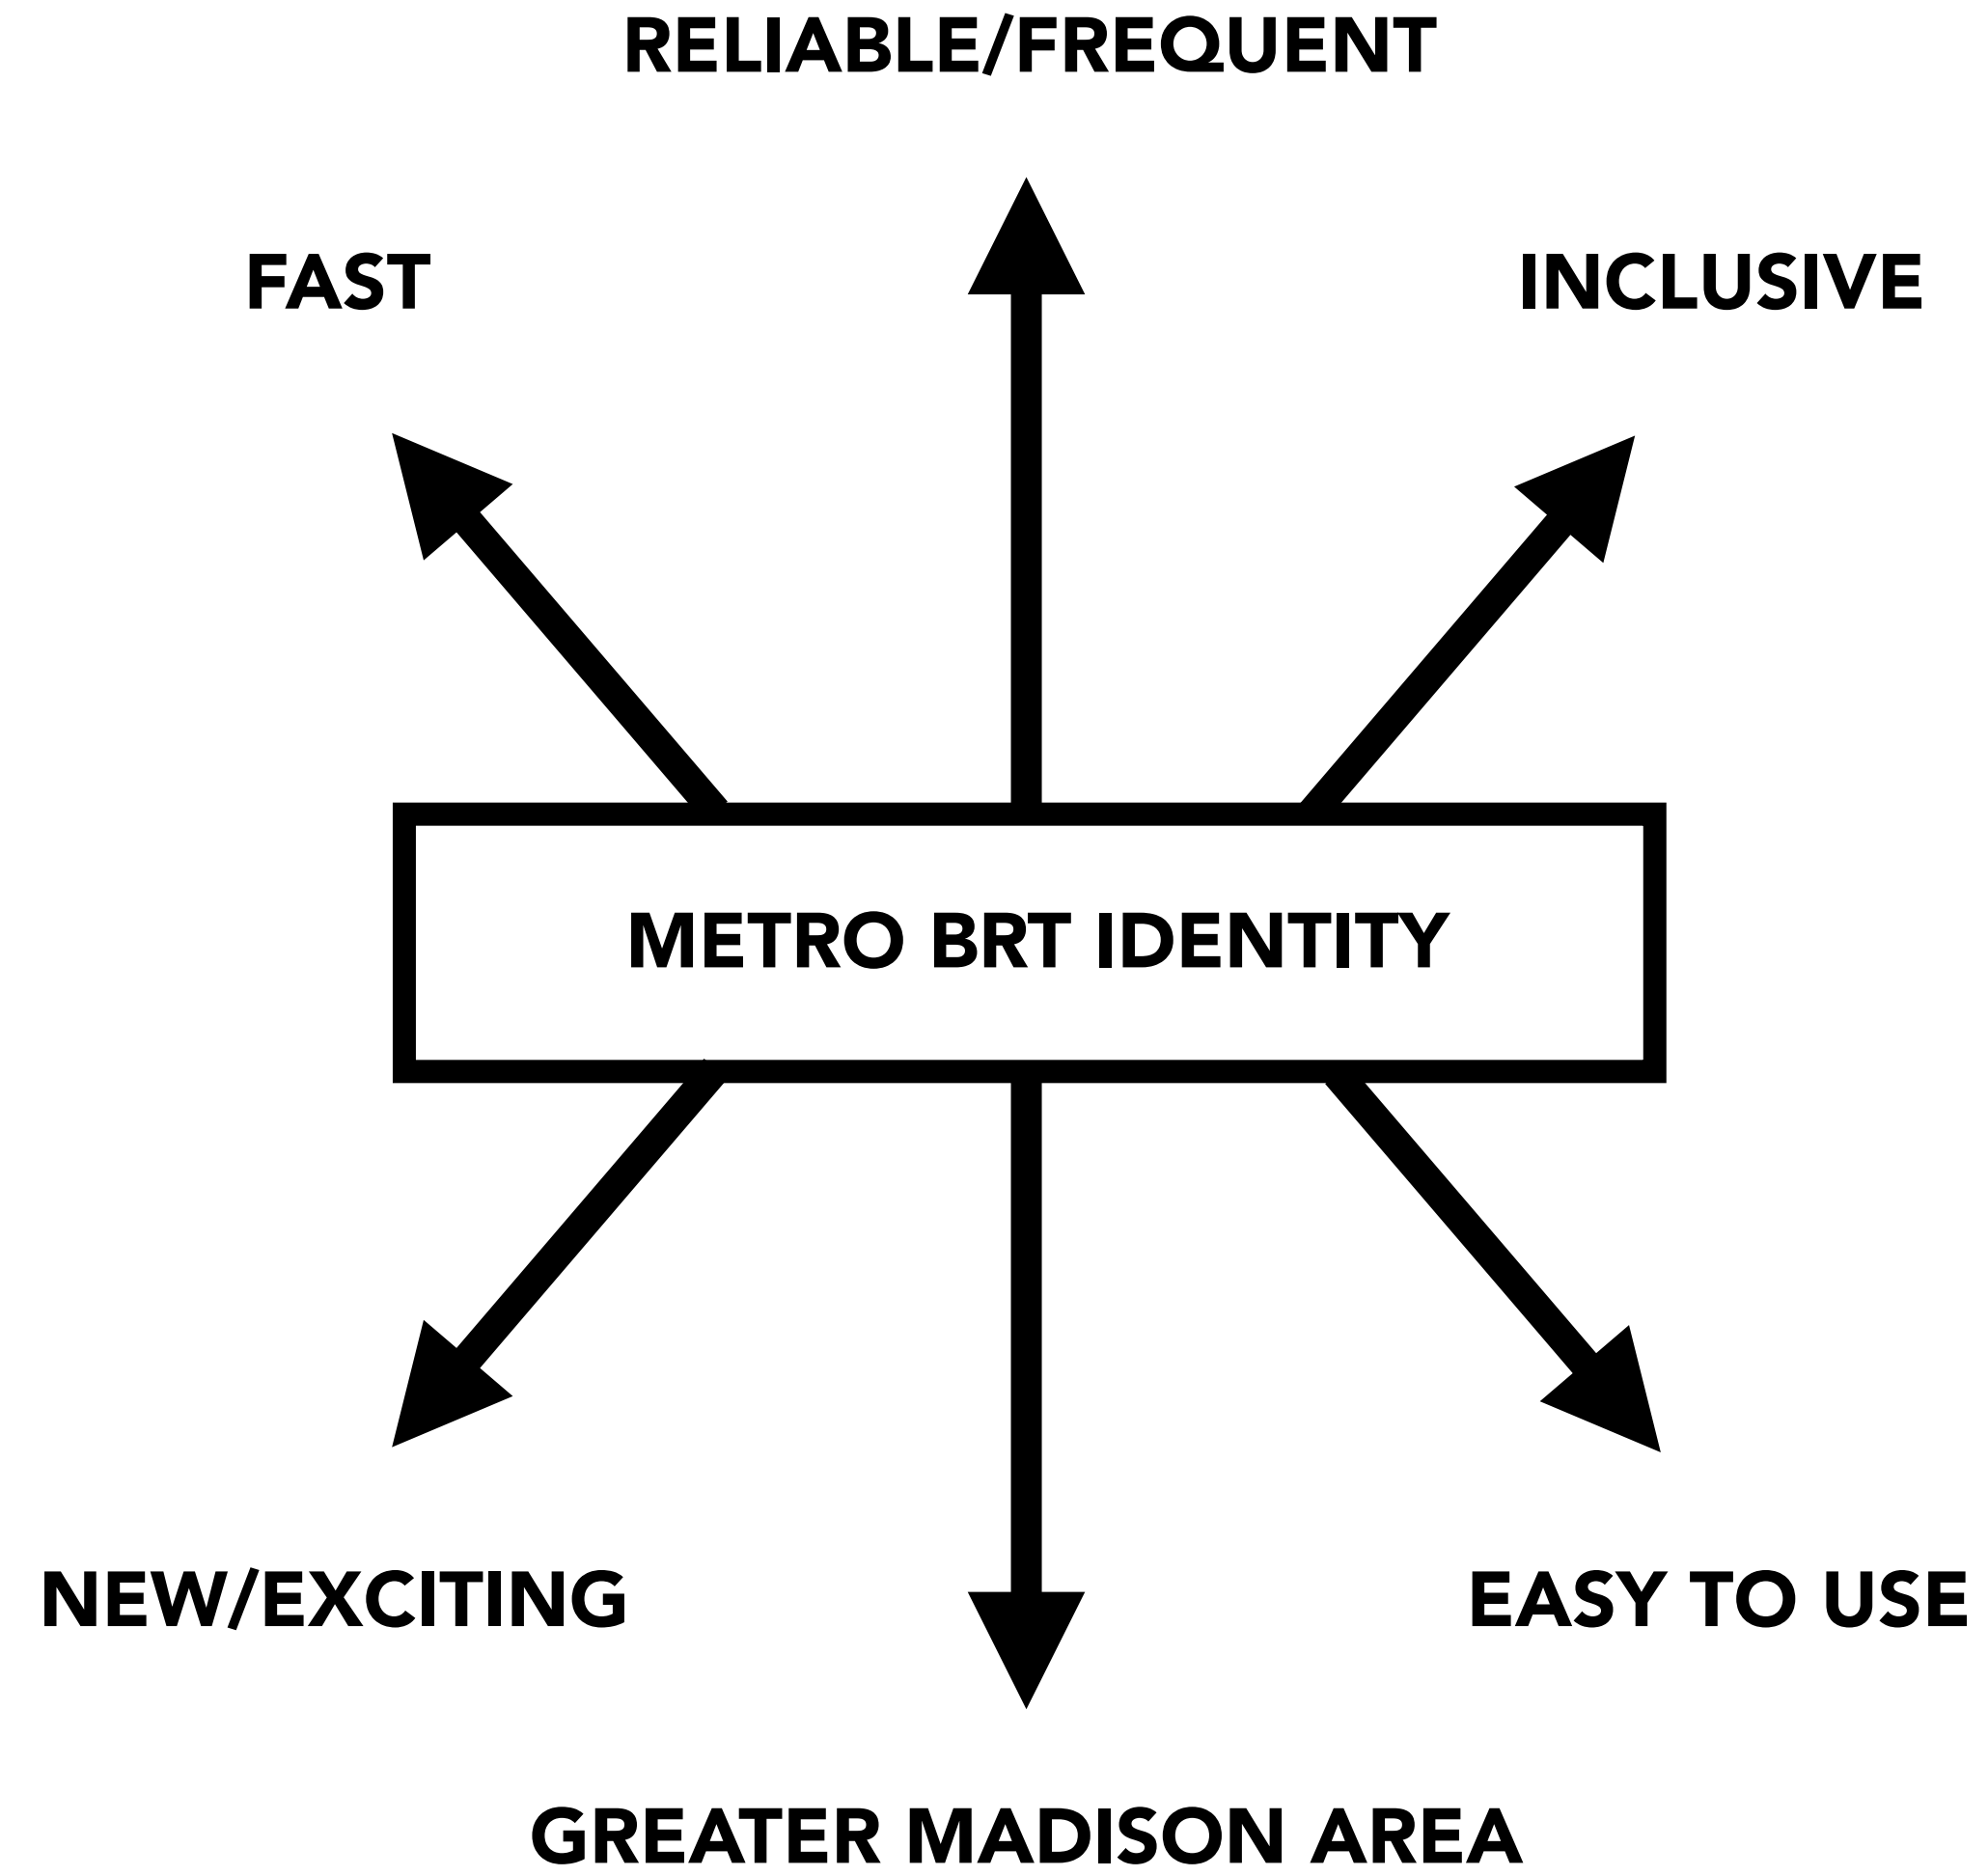 RELIABLE/FREQUENT
FAST
INCLUSIVE
METRO BRT IDENTITY
NEW/EXCITING
EASY TO USE
GREATER MADISON AREA